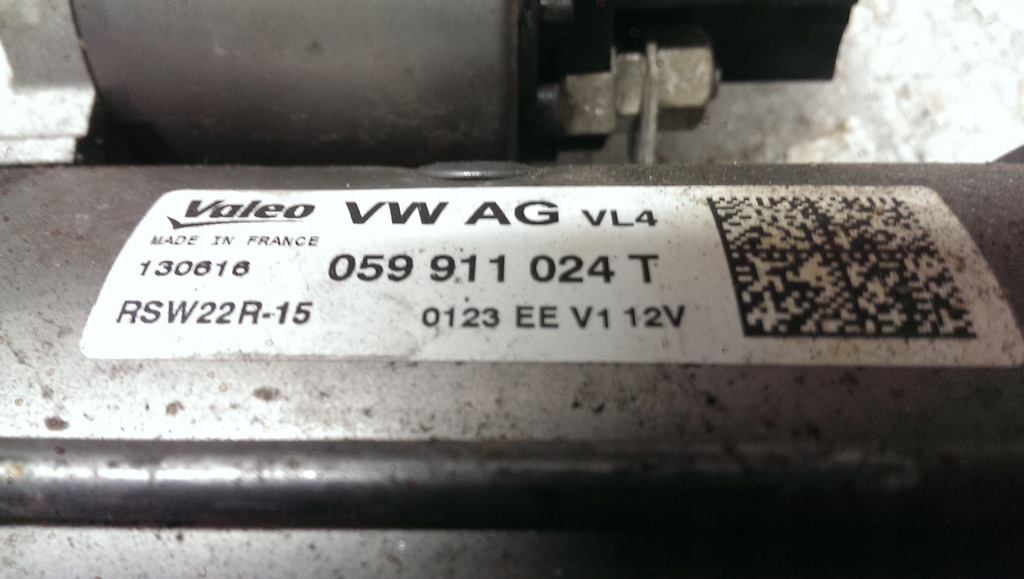 Valeo VW AG VL4
MADE IN FRANCE
130616 059 911 024 T
RSW22R-15 0123 EE V1 12V